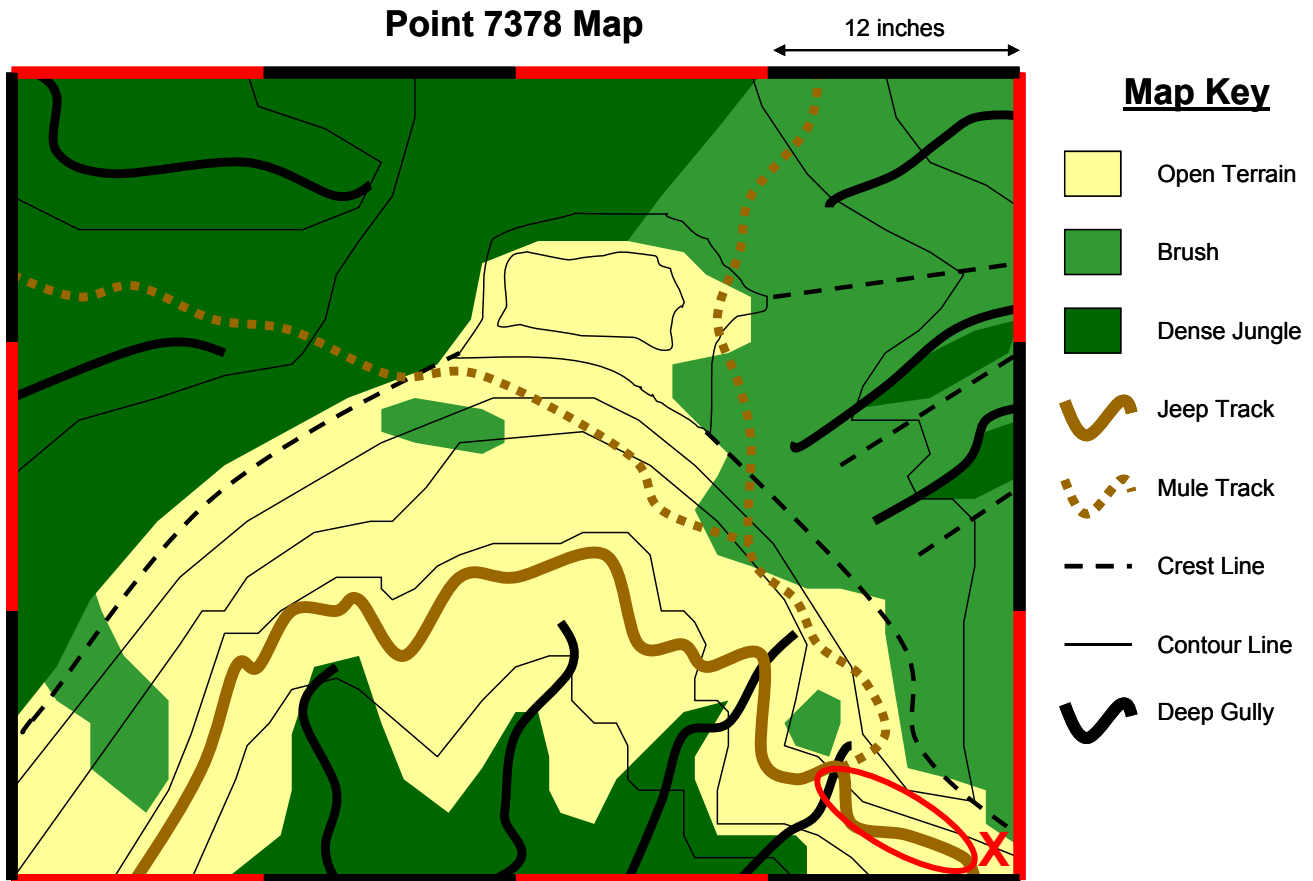 Point 7378 Map
12 inches
Map Key
Open Terrain
Brush
Dense Jungle
Jeep Track
Mule Track
Crest Line
Contour Line
Deep Gully
X